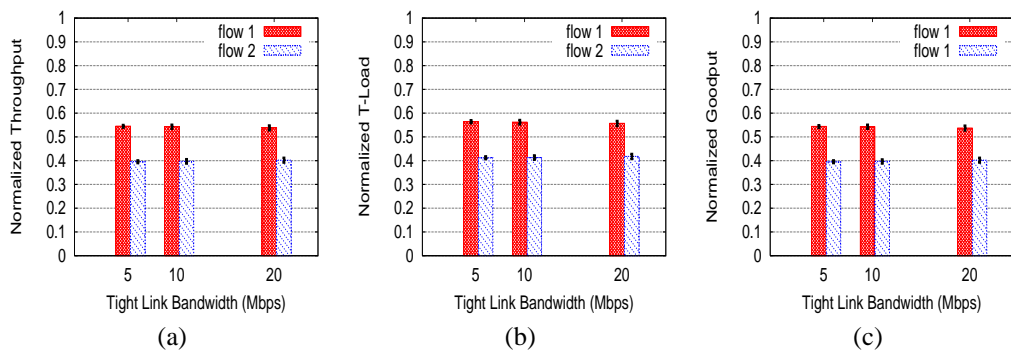 Normalized Throughput
1
0.9
0.8
0.7
0.6
0.5
0.4
0.3
0.2
0.1
0
flow 1
flow 2
5 10 20
Tight Link Bandwidth (Mbps)
(a)
Normalized T-Load
1
0.9
0.8
0.7
0.6
0.5
0.4
0.3
0.2
0.1
0
flow 1
flow 2
5 10 20
Tight Link Bandwidth (Mbps)
(b)
Normalized Goodput
1
0.9
0.8
0.7
0.6
0.5
0.4
0.3
0.2
0.1
0
flow 1
flow 1
5 10 20
Tight Link Bandwidth (Mbps)
(c)